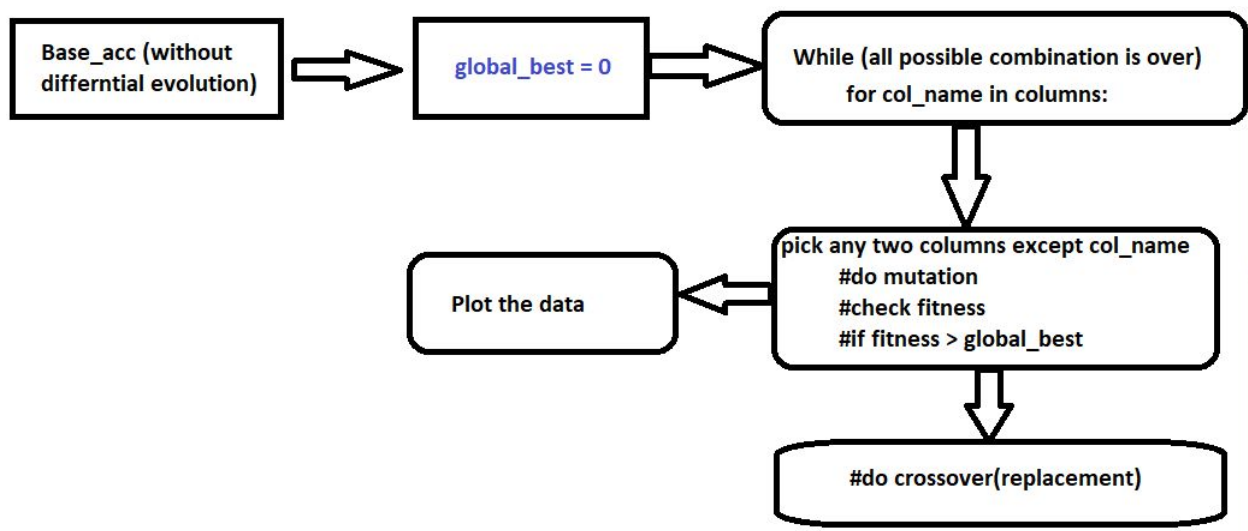 Base_acc (without
differntial evolution)
global_best = 0
While (all possible combination is over)
for col_name in columns:
pick any two columns except col_name
#do mutation
#check fitness
#if fitness > global_best
Plot the data
#do crossover(replacement)